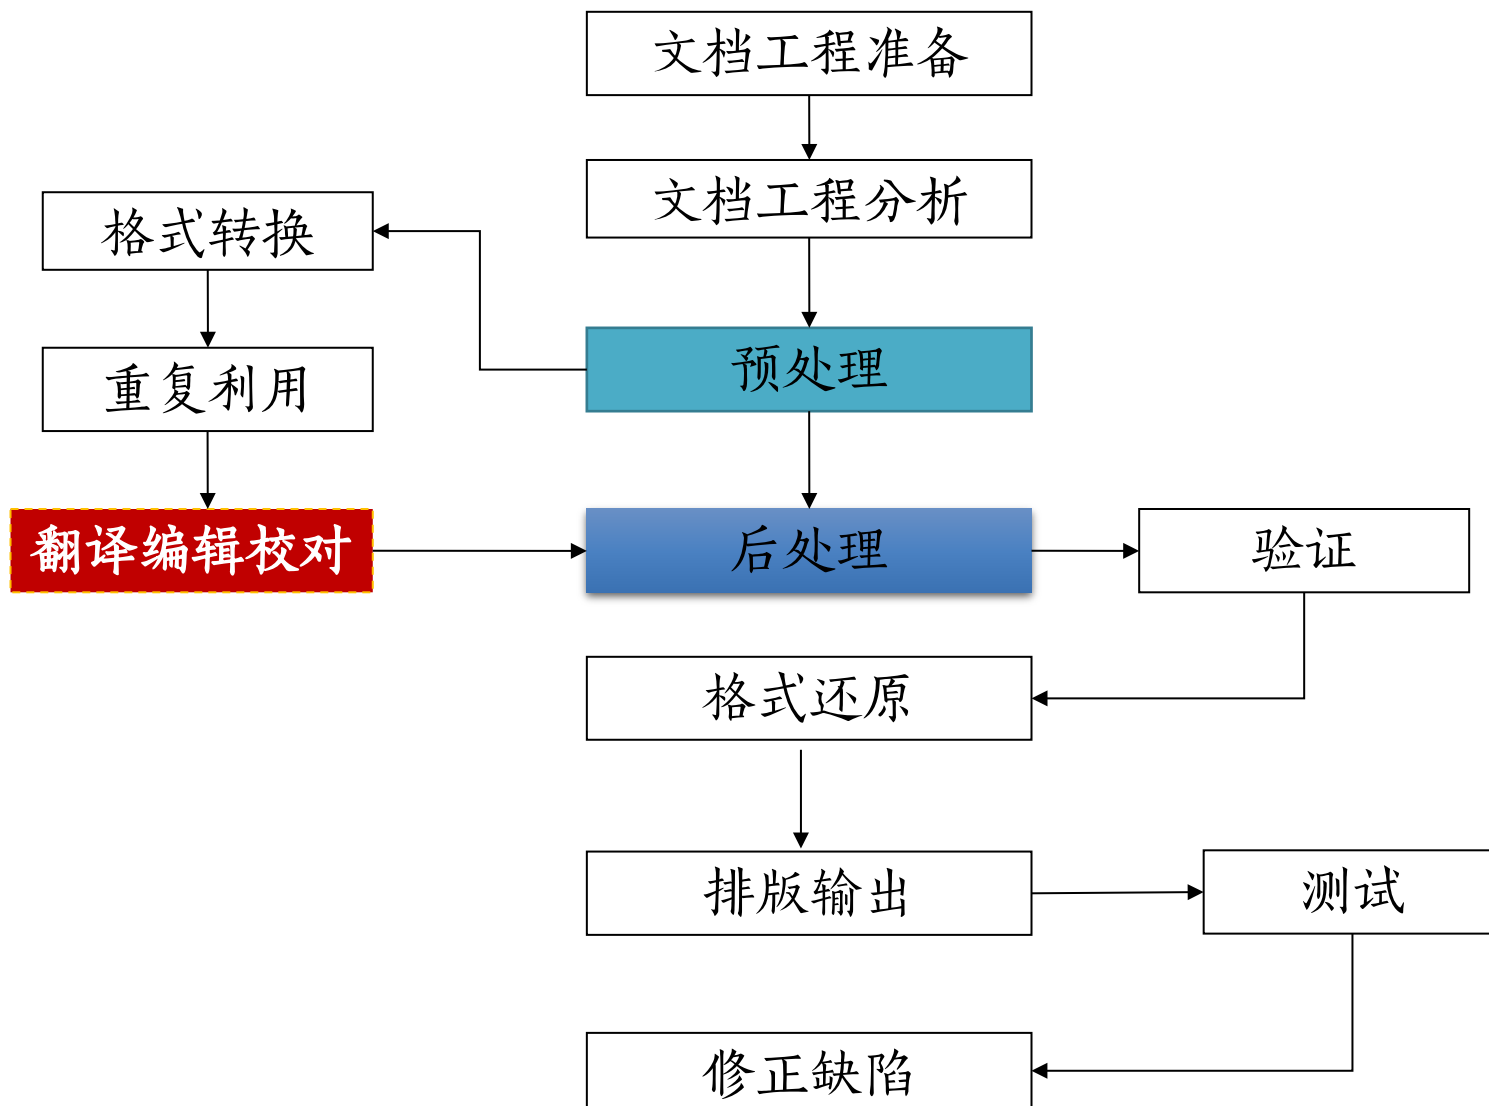 文档工程准备
文档工程分析
格式转换
预处理
重复利用
翻译编辑校对
后处理
验证
格式还原
排版输出
测试
修正缺陷